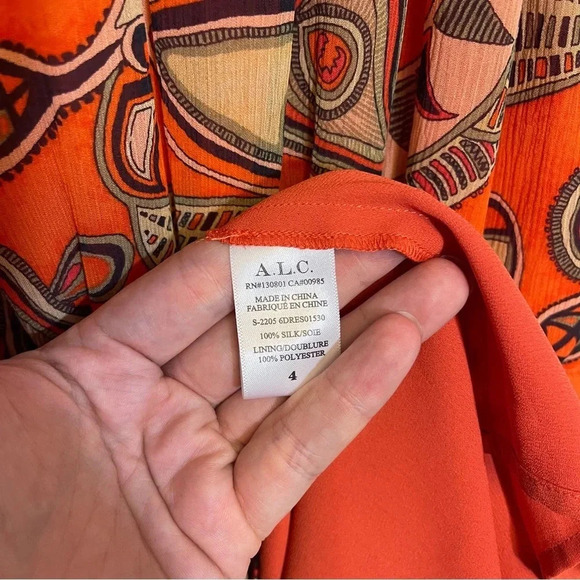 A.L.C.
RN#130801 CA#00985
MADE IN CHINA
FABRIQUÉ EN CHINE
S-2205 6DRES01530
100% SILK/SOIE
LINING/DOUBLURE
100% POLYESTER
4